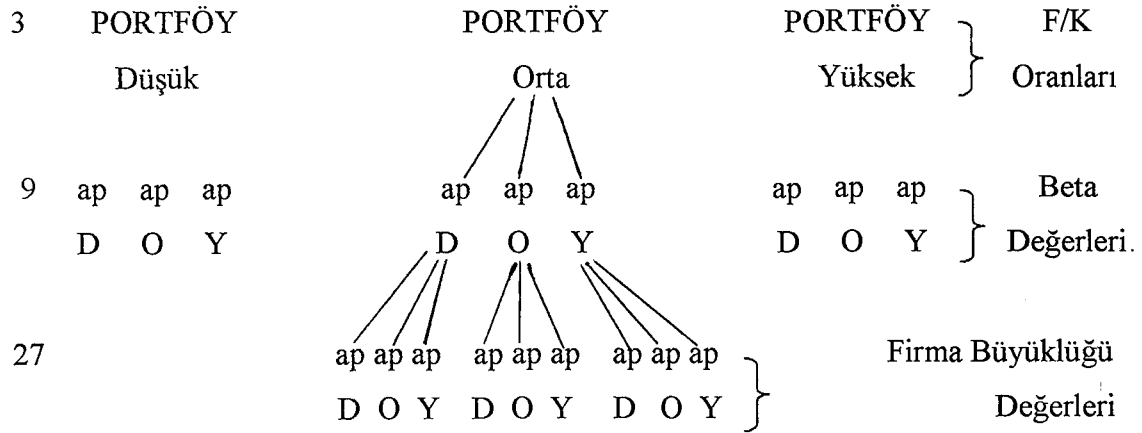 3 PORTFÖY PORTFÖY PORTFÖY F/K
Düşük Orta Yüksek Oranları
9 ap ap ap ap ap ap ap ap ap Beta
D O Y D O Y D O Y Değerleri.
27 ap ap ap ap ap ap ap ap ap Firma Büyüklüğü
D O Y D O Y D O Y Değerleri